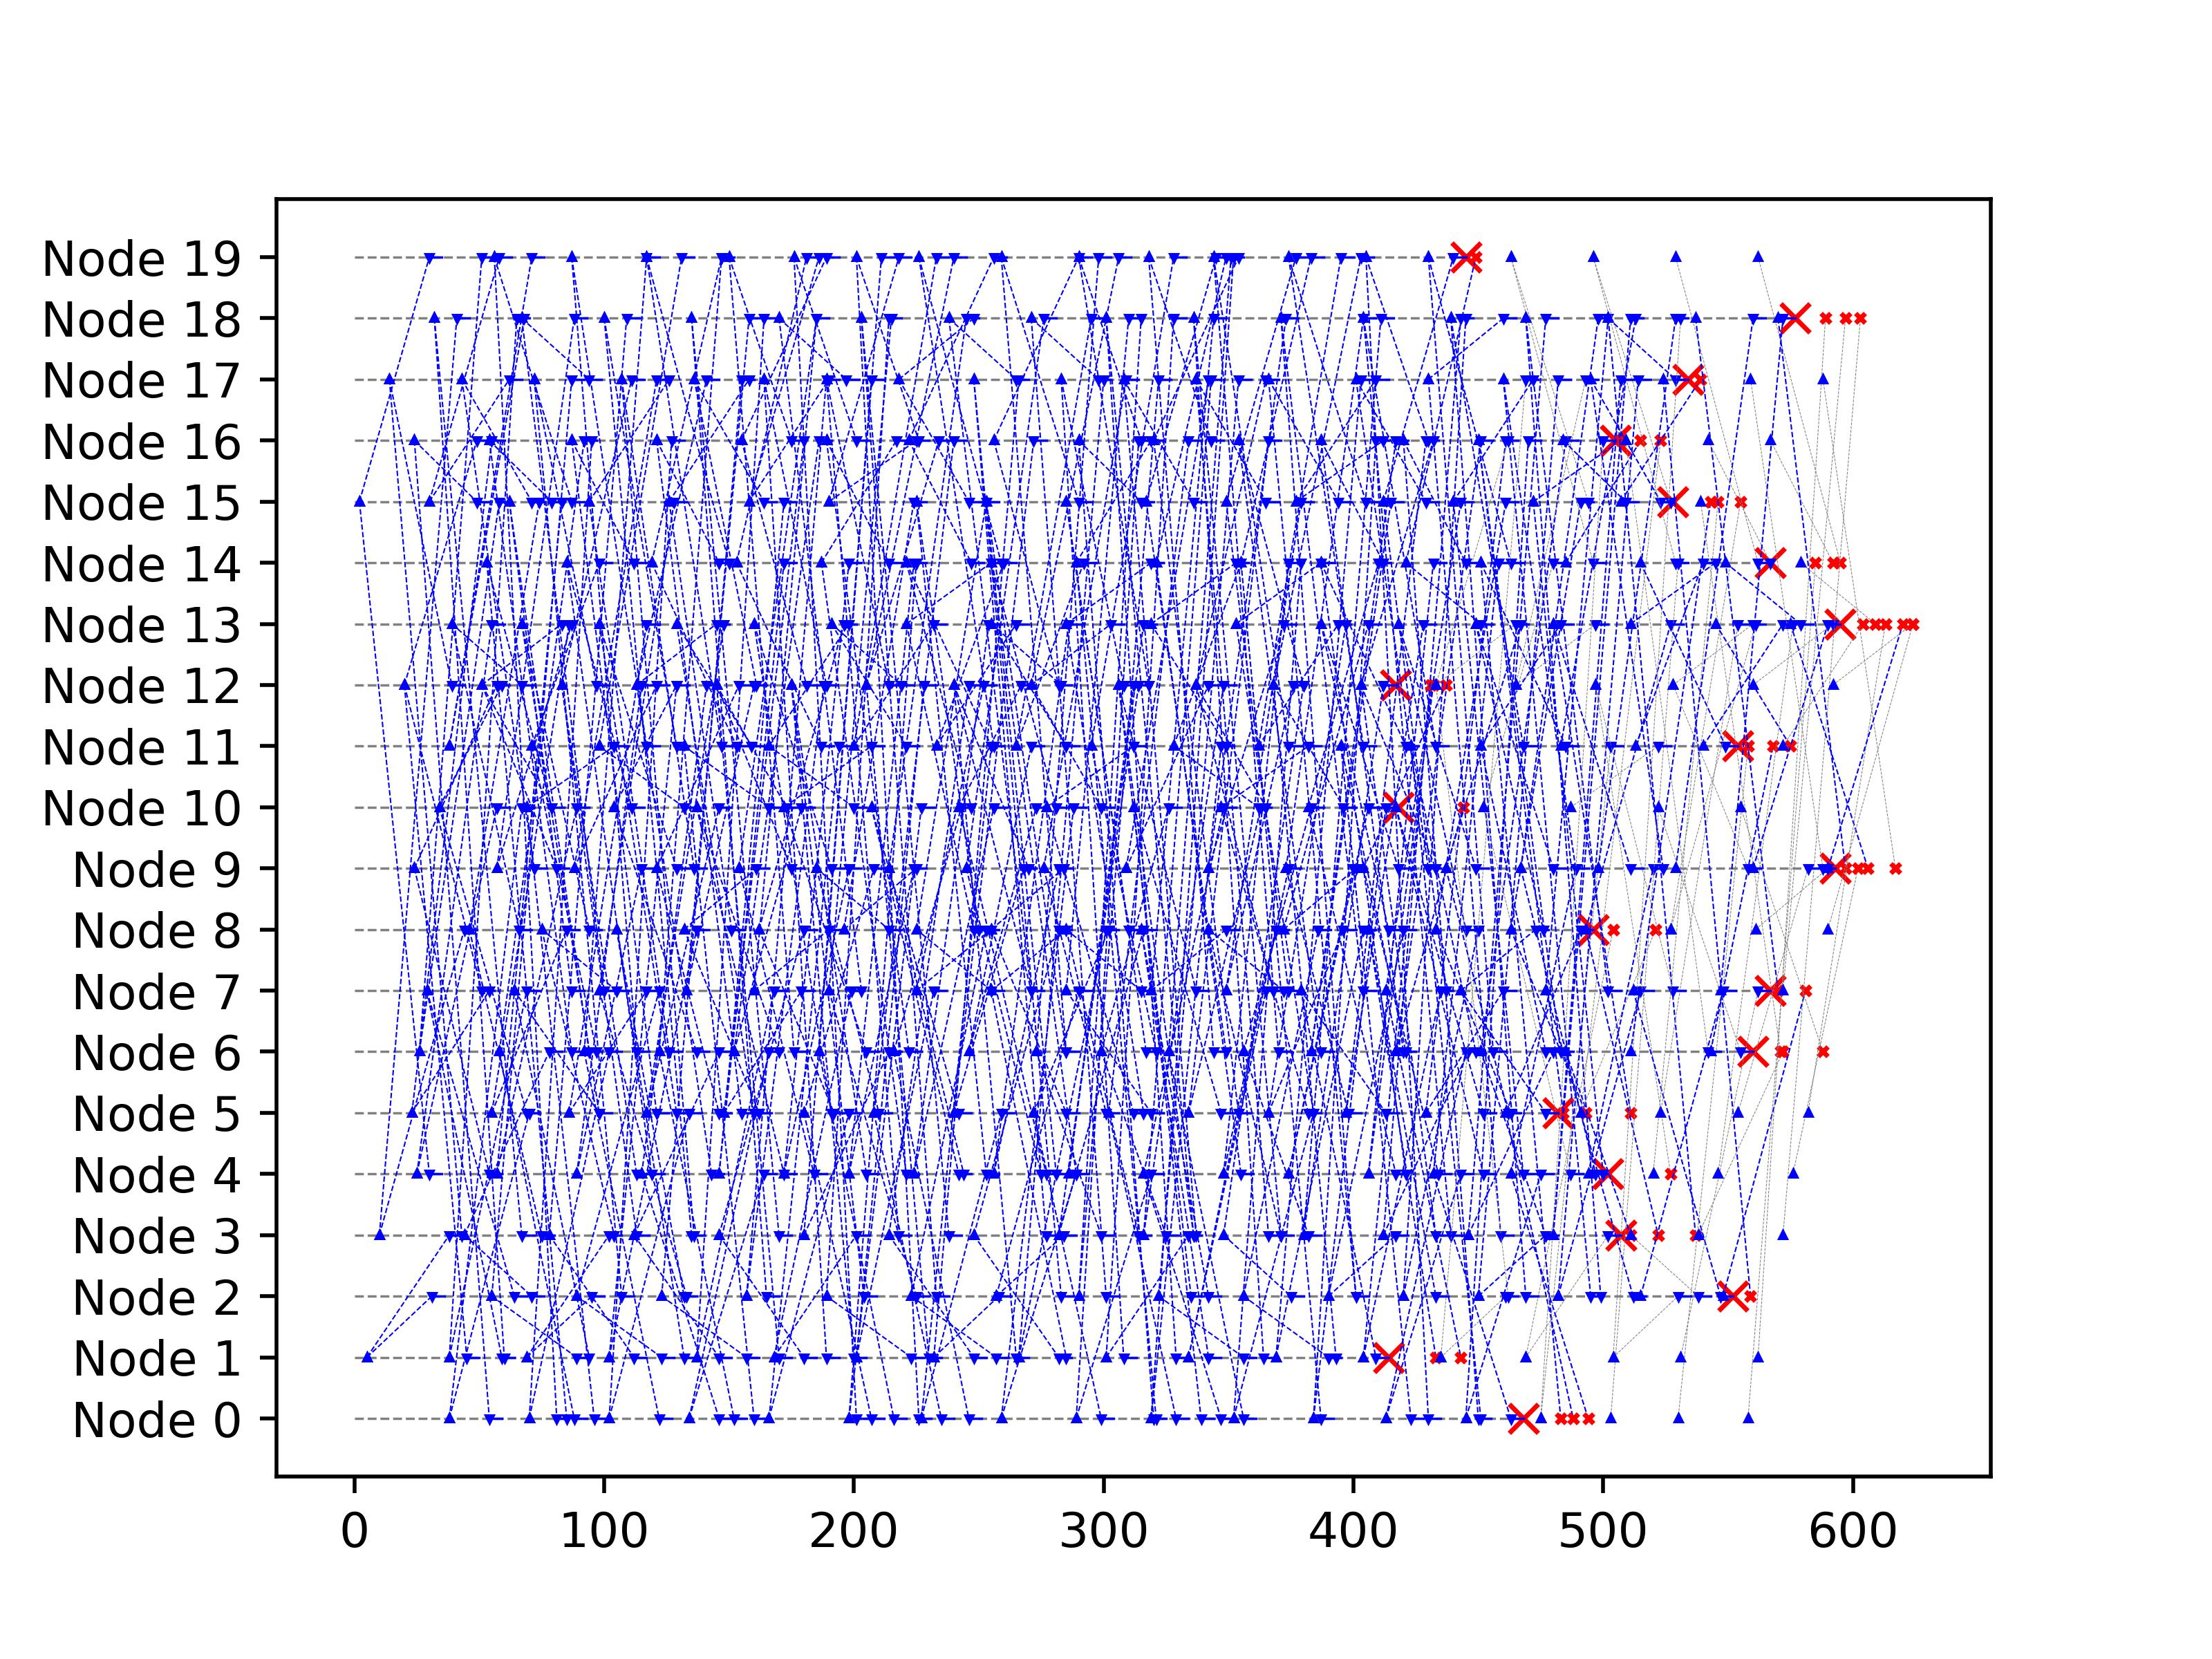 Node 19
Node 18
Node 17
Node 16
Node 15
Node 14
Node 13
Node 12
Node 11
Node 10
Node 9
Node 8
Node 7
Node 6
Node 5
Node 4
Node 3
Node 2
Node 1
Node 0
0 100 200 300 400 500 600